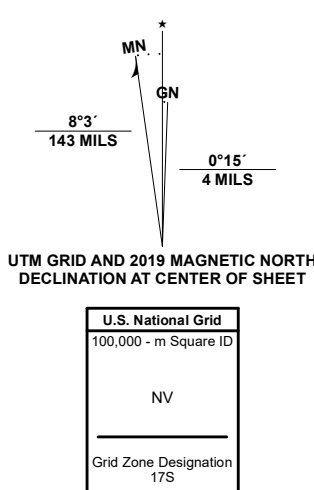 ★
MN
GN
8°3´
143 MILS
0°15´
4 MILS
UTM GRID AND 2019 MAGNETIC NORTH
DECLINATION AT CENTER OF SHEET
U.S. National Grid
100,000 - m Square ID
NV
Grid Zone Designation
17S